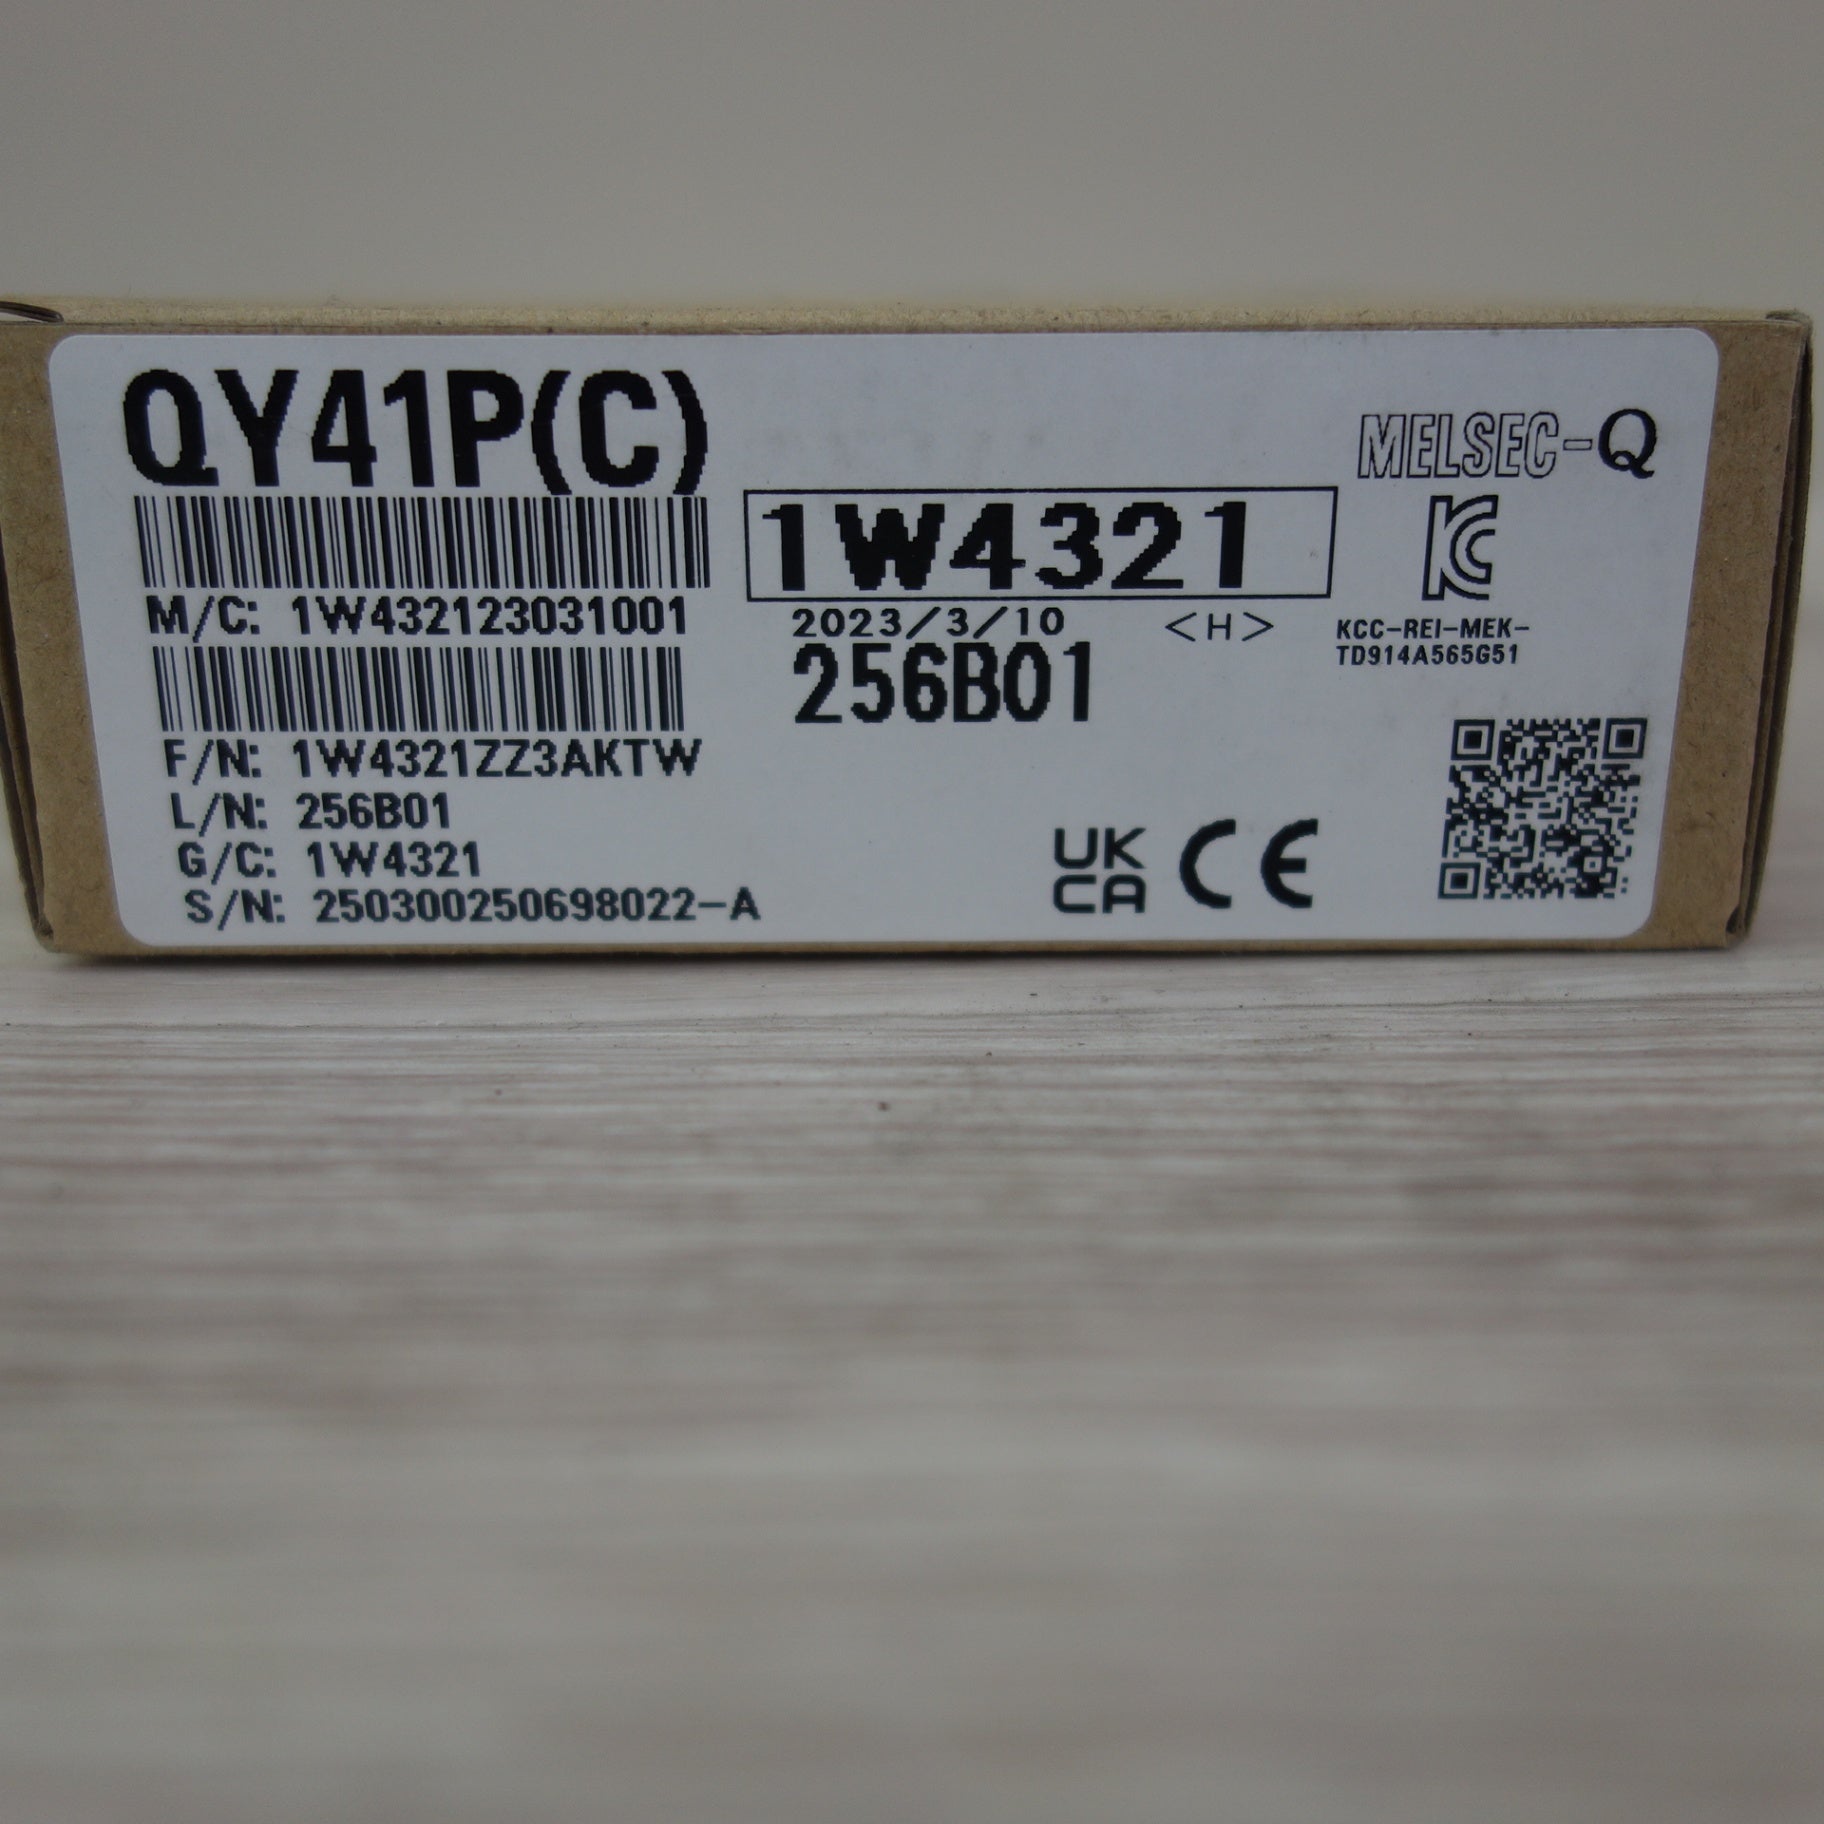 QY41P(C)
MELSEC-Q
1W4321
M/C: 1W432123031001
2023/3/10 <H>
KCC-REI-MEK-
TD914A565G51
256B01
F/N: 1W4321ZZ3AKTW
L/N: 256B01
G/C: 1W4321
S/N: 250300250698022-A
UK
CA
CE